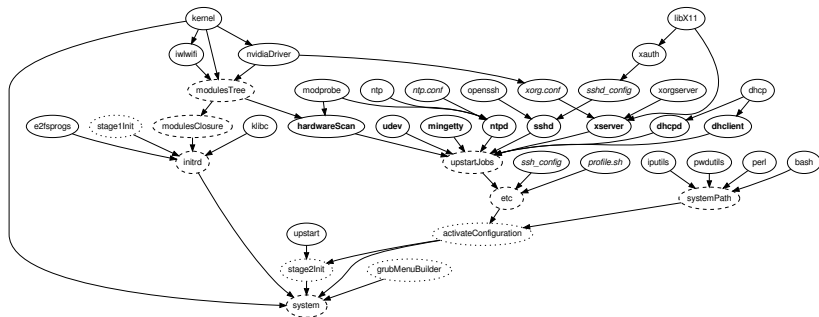 kernel
libX11
iwlwifi
nvidiaDriver
xauth
modulesTree
modprobe
ntp
ntp.conf
openssh
xorg.conf
sshd_config
xorgserver
dhcp
e2fsprogs
stage1Init
modulesClosure
klibc
hardwareScan
udev
mingetty
ntpd
sshd
xserver
dhcpd
dhclient
initrd
upstartJobs
ssh_config
profile.sh
iputils
pwdutils
perl
bash
etc
systemPath
upstart
activateConfiguration
stage2Init
grubMenuBuilder
system